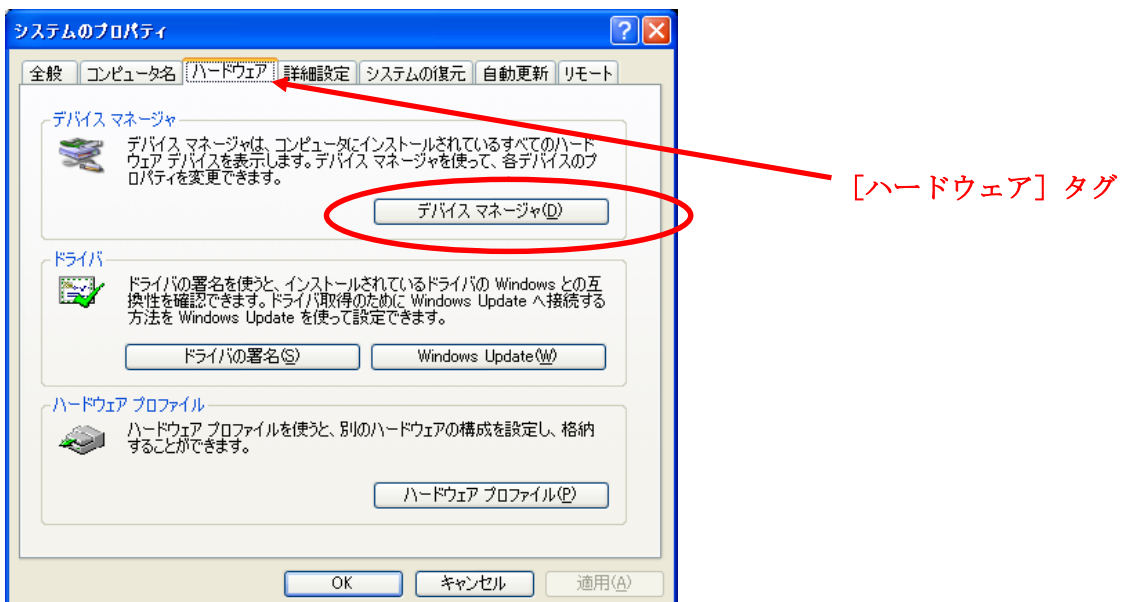 システムのプロパティ
全般 コンピュータ名 ハードウェア 詳細設定 システムの復元 自動更新 リモート
デバイス マネージャ
デバイス マネージャは、コンピュータにインストールされているすべてのハード
ウェア デバイスを表示します。デバイス マネージャを使って、各デバイスのプ
ロパティを変更できます。
[ハードウェア] タグ
デバイス マネージャ(D)
ドライバ
ドライバの署名を使うと、インストールされているドライバの Windows との互
換性を確認できます。ドライバ取得のために Windows Update へ接続する
方法を Windows Update を使って設定できます。
ドライバの署名(S) Windows Update(W)
ハードウェア プロファイル
ハードウェア プロファイルを使うと、別のハードウェアの構成を設定し、格納
することができます。
ハードウェア プロファイル(P)
OK キャンセル 適用(A)